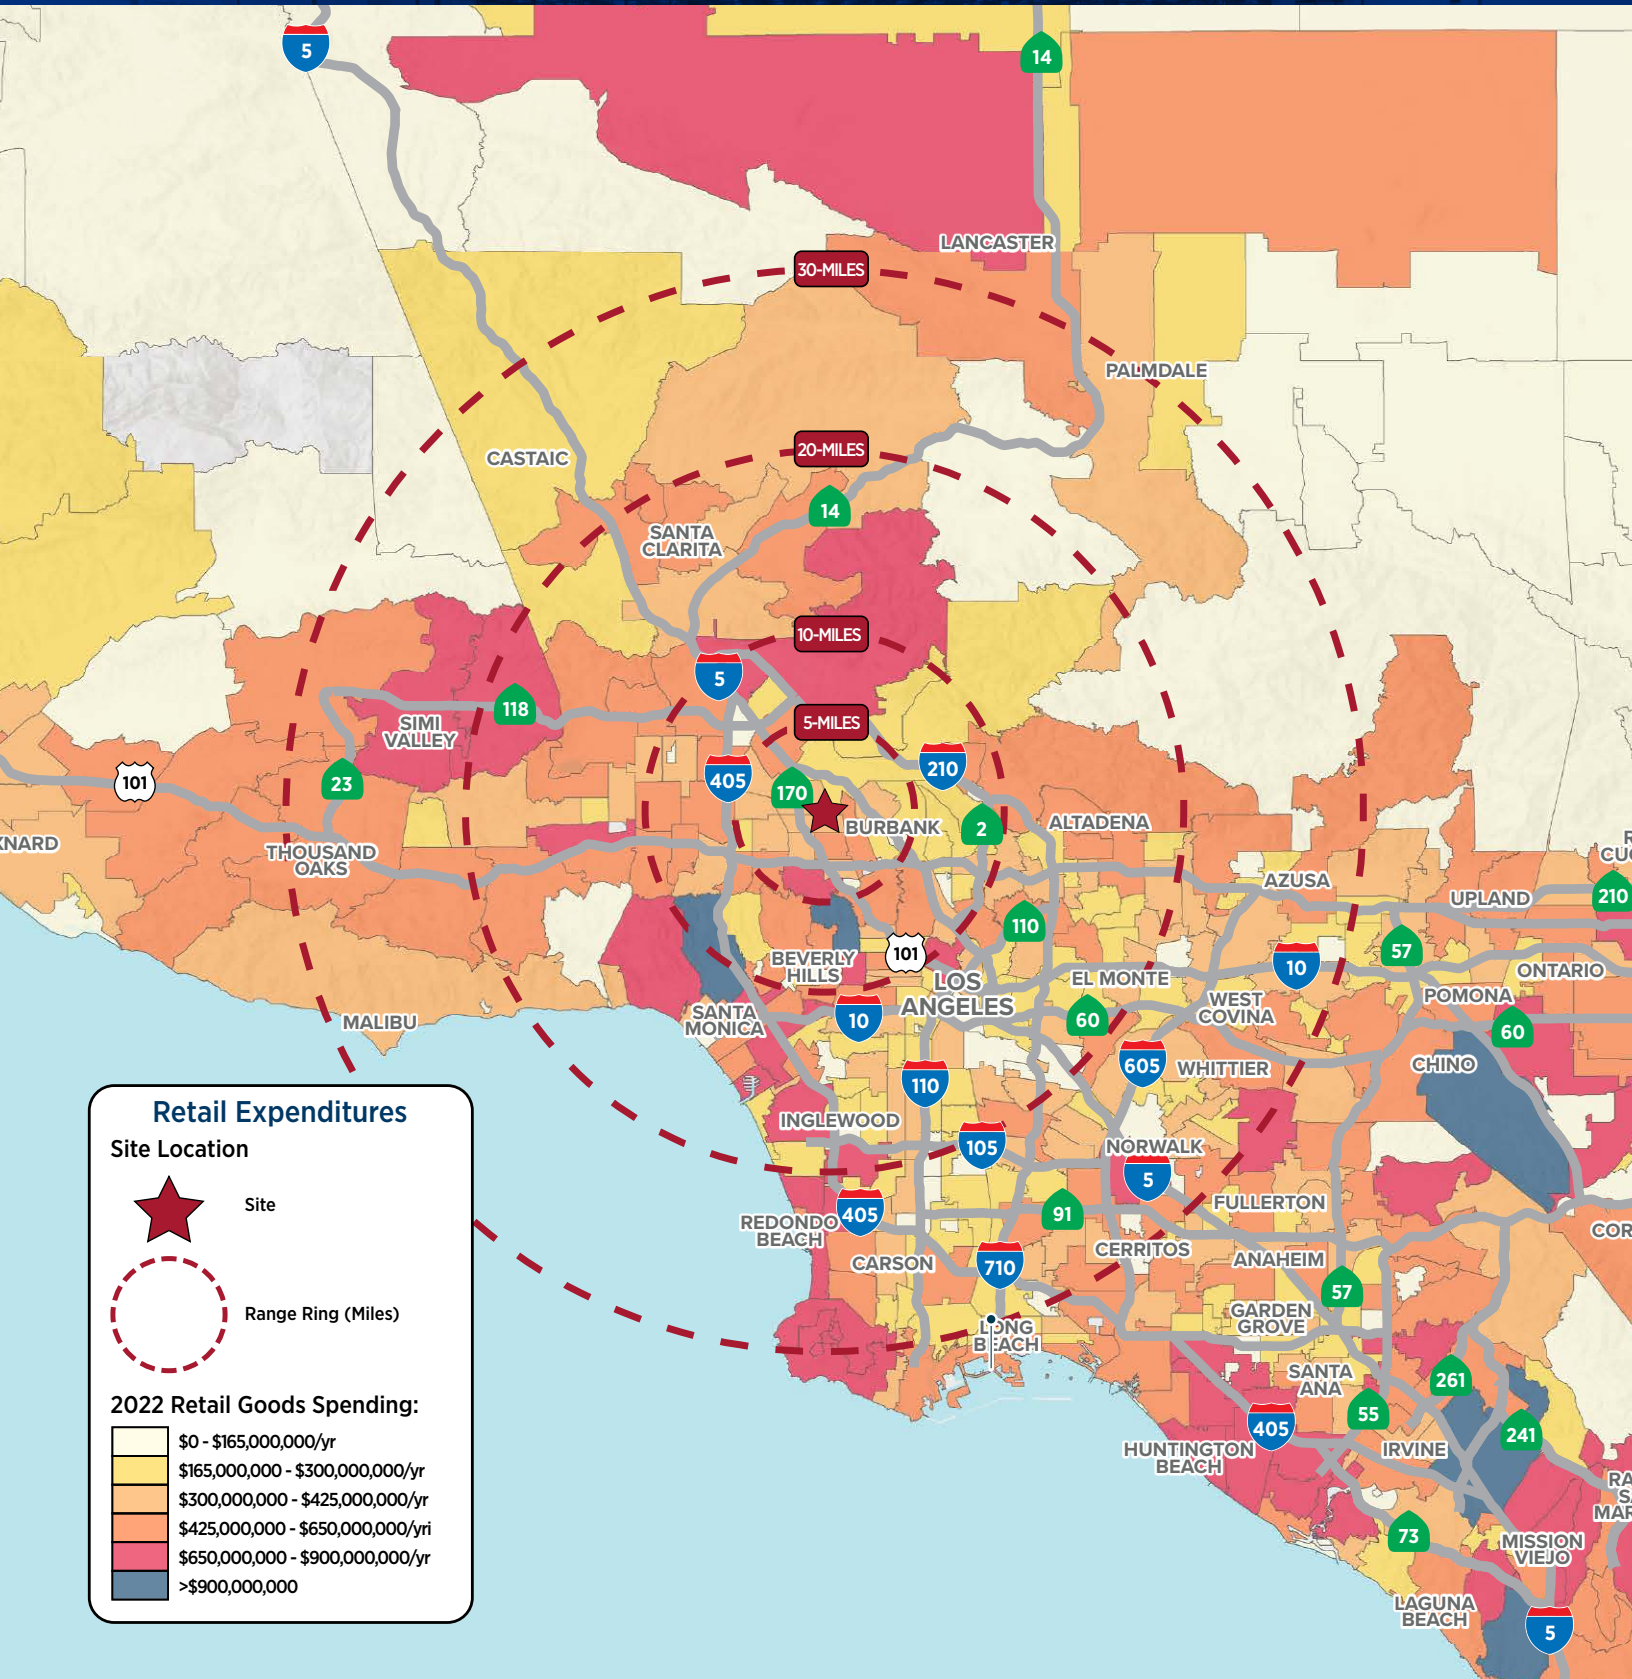 5
14
LANCASTER
30-MILES
PALMDALE
20-MILES
CASTAIC
14
SANTA
CLARITA
10-MILES
5
118
5-MILES
SIMI
VALLEY
210
405
23
101
170
BURBANK
2
ALTADENA
THOUSAND
OAKS
AZUSA
UPLAND
210
110
57
101
BEVERLY
HILLS
10
ONTARIO
EL MONTE
LOS
ANGELES
POMONA
WEST
COVINA
SANTA
MONICA
10
60
60
MALIBU
605
WHITTIER
CHINO
110
INGLEWOOD
105
NORWALK
5
FULLERTON
405
91
REDONDO
BEACH
CERRITOS
CARSON
710
ANAHEIM
57
GARDEN
GROVE
LONG
BEACH
SANTA
ANA
261
55
405
241
HUNTINGTON
BEACH
IRVINE
73
MISSION
VIEJO
LAGUNA
BEACH
5
Retail Expenditures
Site Location
Site
Range Ring (Miles)
2022 Retail Goods Spending:
$0 - $165,000,000/yr
$165,000,000 - $300,000,000/yr
$300,000,000 - $425,000,000/yr
$425,000,000 - $650,000,000/yri
$650,000,000 - $900,000,000/yr
>$900,000,000